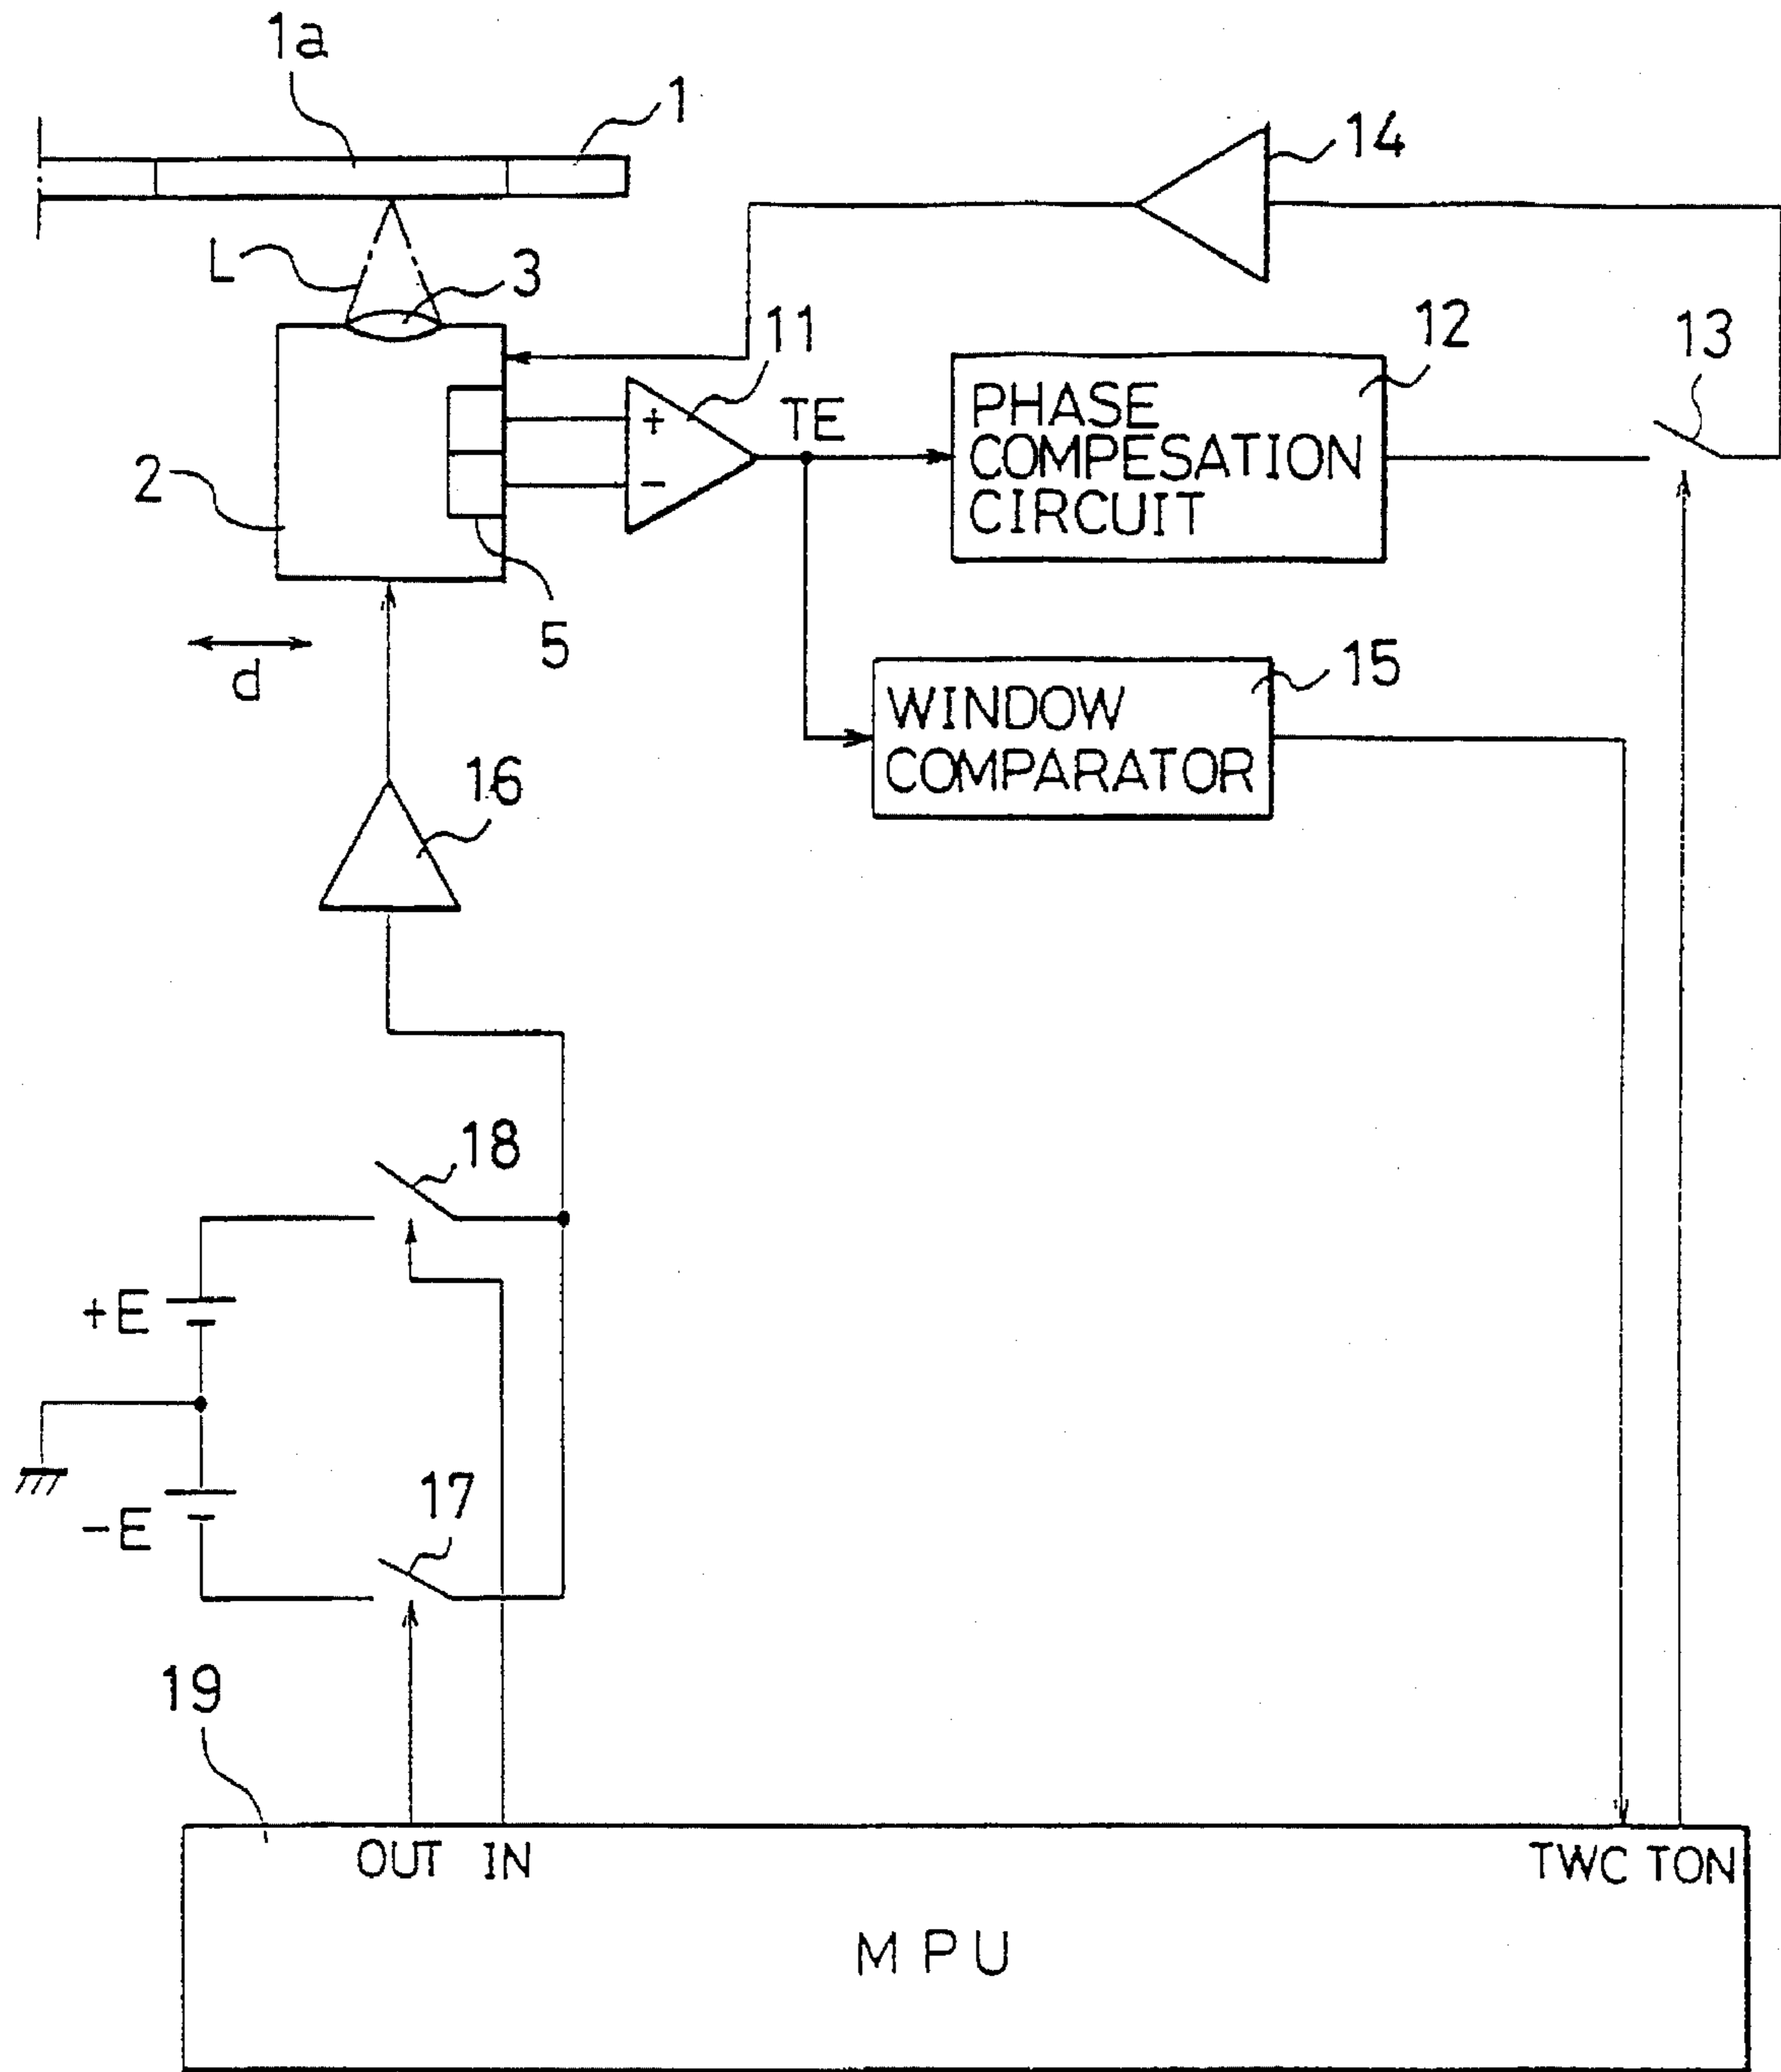 1a
1
14
L
3
11
12
13
TE
PHASE
COMPESATION
CIRCUIT
2
+
−
5
d
15
WINDOW
COMPARATOR
16
18
+E
17
−E
19
OUT IN
TWC TON
MPU